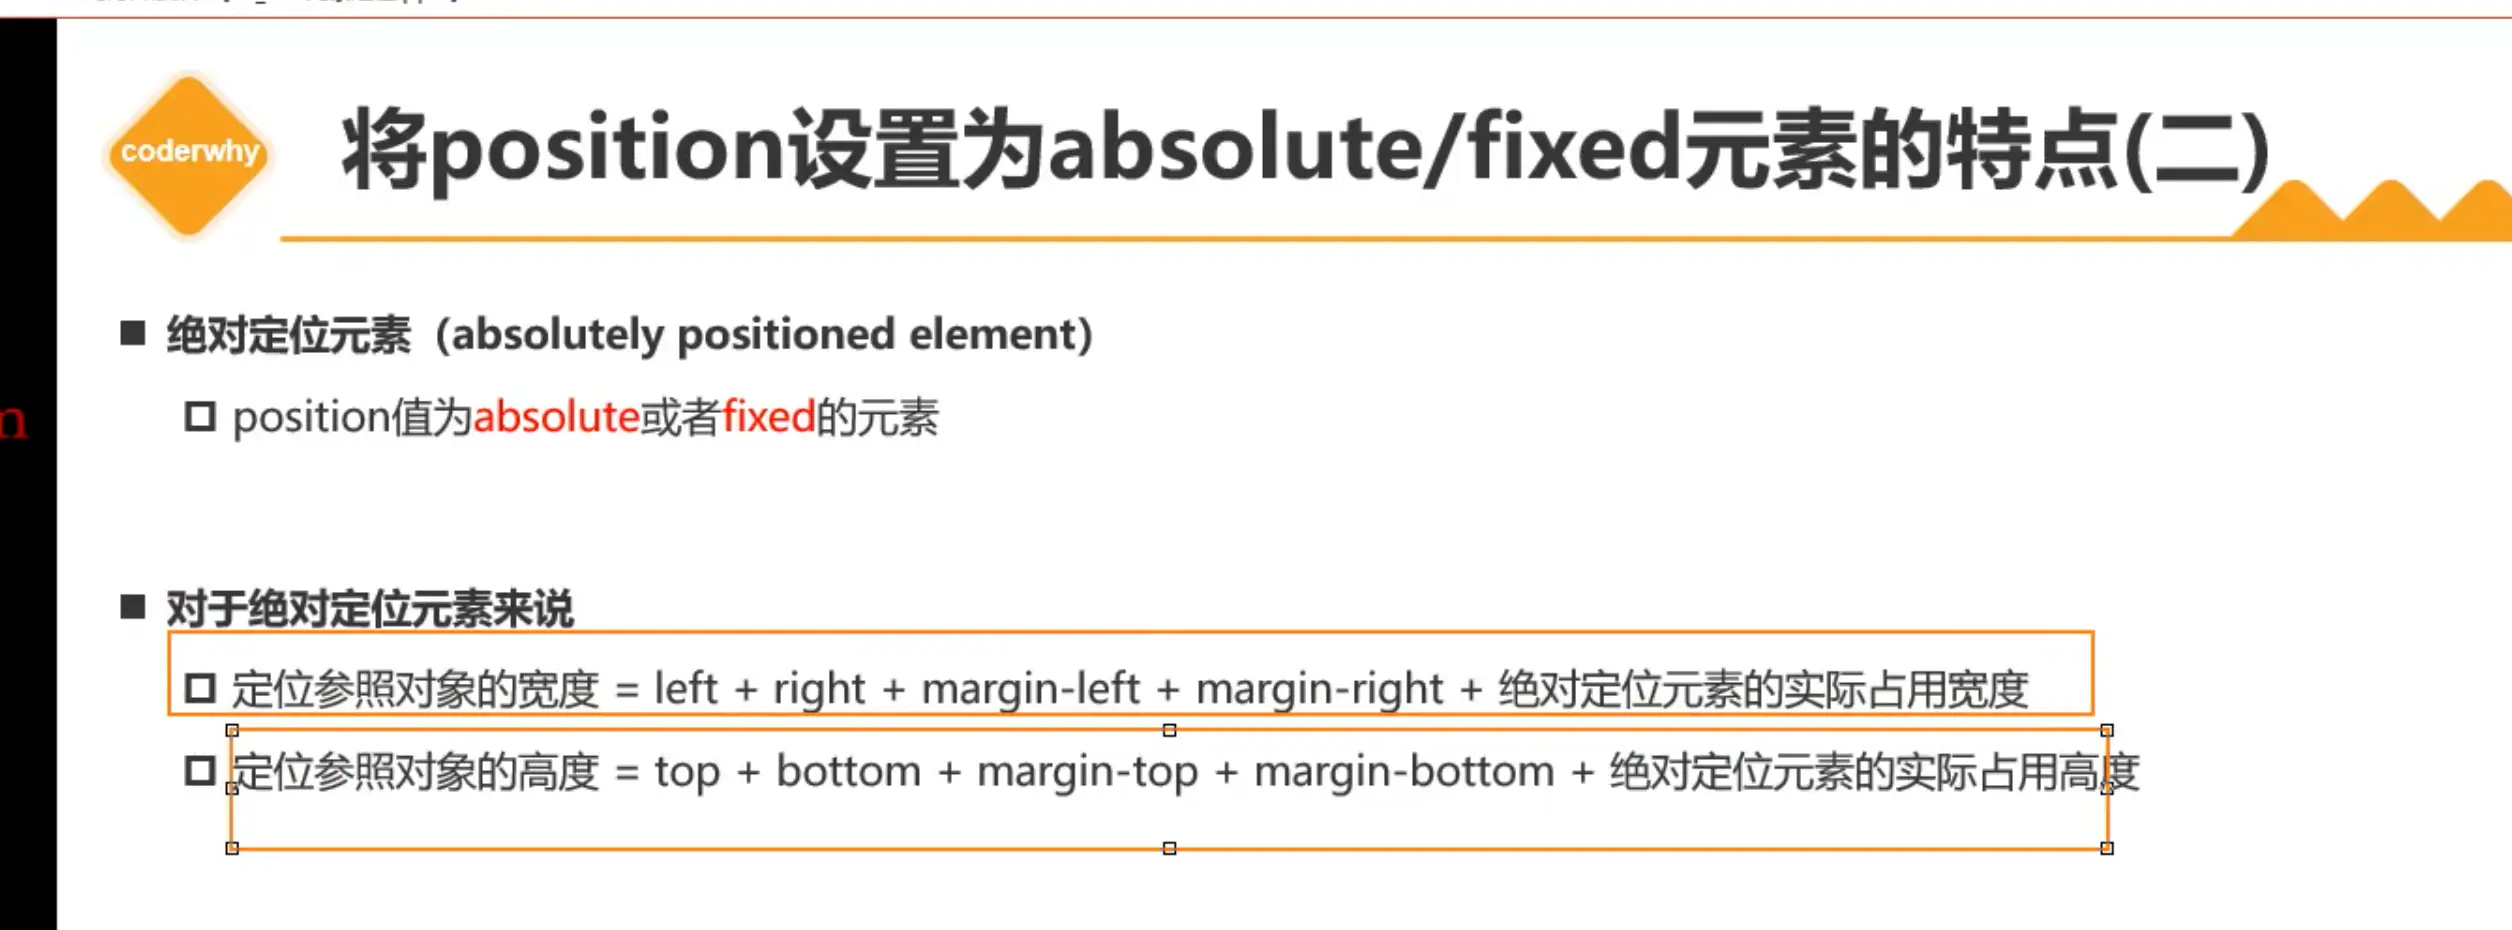 coderwhy
将position设置为absolute/fixed元素的特点(二)
n
■ 绝对定位元素（absolutely positioned element）
□ position值为absolute或者fixed的元素
■ 对于绝对定位元素来说
□ 定位参照对象的宽度 = left + right + margin-left + margin-right + 绝对定位元素的实际占用宽度
□ 定位参照对象的高度 = top + bottom + margin-top + margin-bottom + 绝对定位元素的实际占用高度